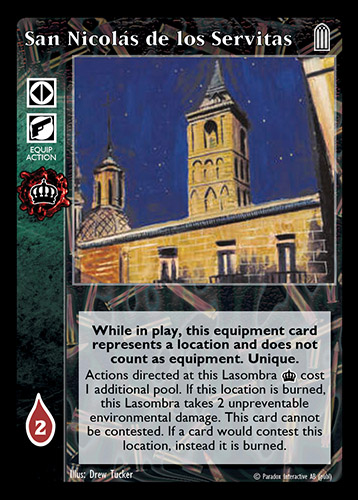 San Nicolás de los Servitas
EQUIP
ACTION
While in play, this equipment card
represents a location and does not
count as equipment. Unique.
Actions directed at this Lasombra cost
1 additional pool. If this location is burned,
this Lasombra takes 2 unpreventable
environmental damage. This card cannot
be contested. If a card would contest this
location, instead it is burned.
2
Illus: Drew Tucker
© Paradox Interactive AB (publ)